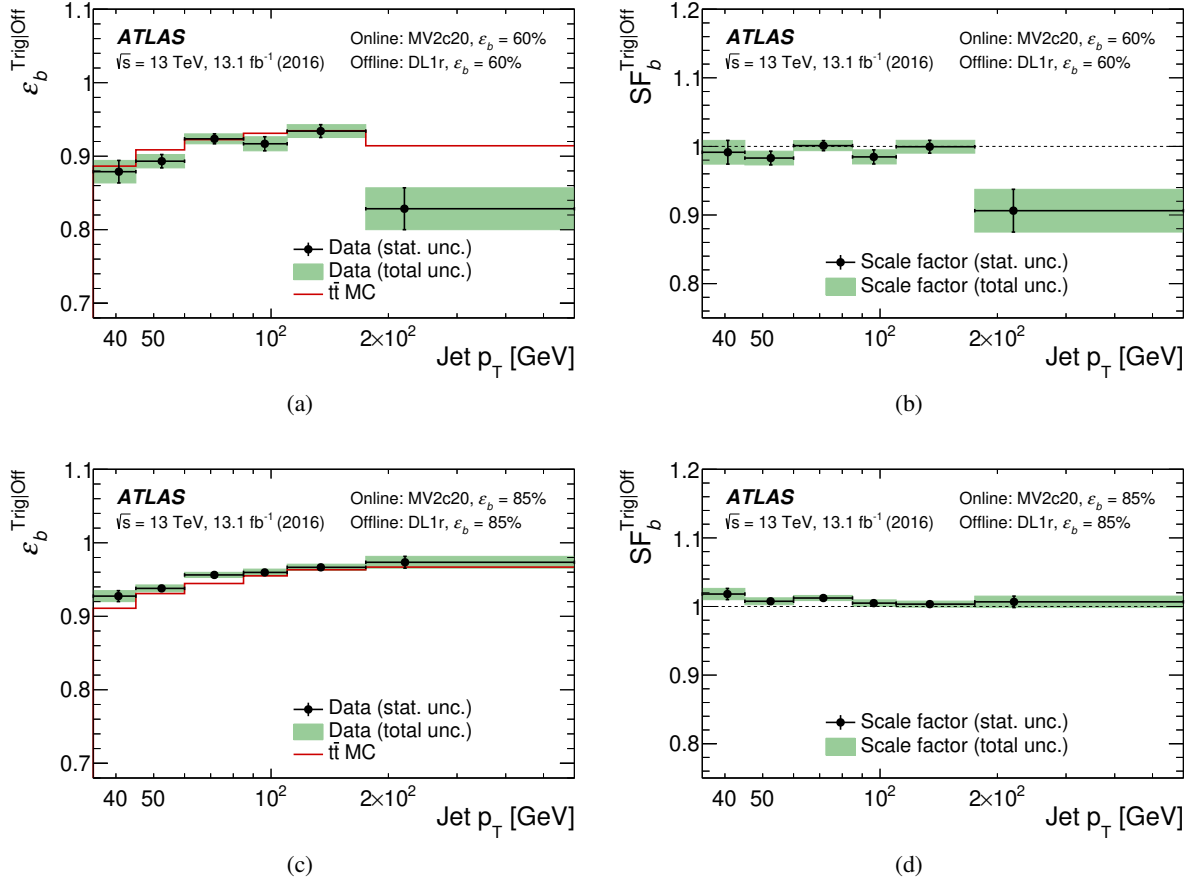 ATLAS
√s = 13 TeV, 13.1 fb⁻¹ (2016)
Online: MV2c20, ε_b = 60%
Offline: DL1r, ε_b = 60%
ε_b^Trig|Off
1.1
1
0.9
0.8
0.7
Data (stat. unc.)
Data (total unc.)
tt̄ MC
40 50 10² 2×10²
Jet p_T [GeV]
(a)
ATLAS
√s = 13 TeV, 13.1 fb⁻¹ (2016)
Online: MV2c20, ε_b = 60%
Offline: DL1r, ε_b = 60%
SF_b^Trig|Off
1.2
1.1
1
0.9
0.8
Scale factor (stat. unc.)
Scale factor (total unc.)
40 50 10² 2×10²
Jet p_T [GeV]
(b)
ATLAS
√s = 13 TeV, 13.1 fb⁻¹ (2016)
Online: MV2c20, ε_b = 85%
Offline: DL1r, ε_b = 85%
ε_b^Trig|Off
1.1
1
0.9
0.8
0.7
Data (stat. unc.)
Data (total unc.)
tt̄ MC
40 50 10² 2×10²
Jet p_T [GeV]
(c)
ATLAS
√s = 13 TeV, 13.1 fb⁻¹ (2016)
Online: MV2c20, ε_b = 85%
Offline: DL1r, ε_b = 85%
SF_b^Trig|Off
1.2
1.1
1
0.9
0.8
Scale factor (stat. unc.)
Scale factor (total unc.)
40 50 10² 2×10²
Jet p_T [GeV]
(d)